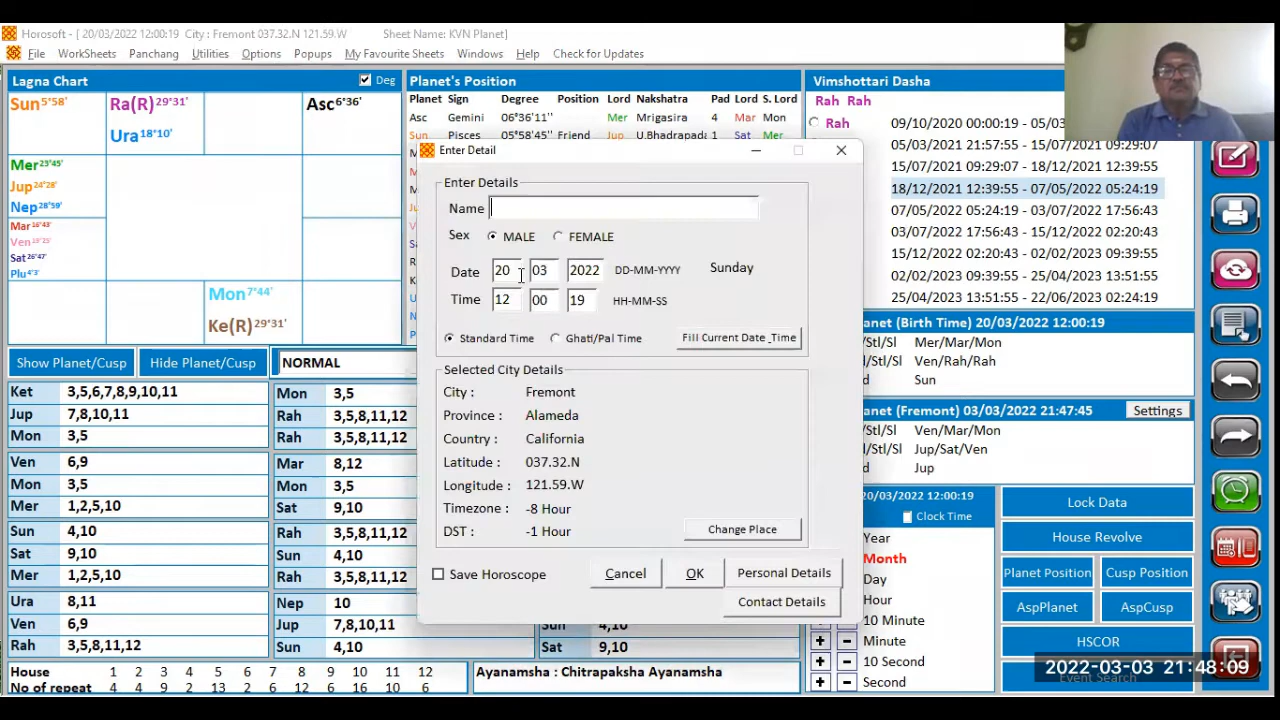 Horosoft - [ 20/03/2022 12:00:19 City : Fremont 037.32.N 121.59.W Sheet Name: KVN Planet]
File WorkSheets Panchang Utilities Options Popups My Favourite Sheets Windows Help Check for Updates
Lagna Chart Deg
Sun 5°58' Ra(R) 29°31' Asc 6°36'
Ura 18°10'
Mer 23°45'
Jup 24°28'
Nep 28°59'
Mar 16°43'
Ven 15°25'
Sat 26°47'
Plu 4°3'
Mon 7°44'
Ke(R) 29°31'
Planet's Position
Planet Sign Degree Position Lord Nakshatra Pad Lord S. Lord
Asc Gemini 06°36'11'' Mer Mrigasira 4 Mar Mon
Sun Pisces 05°58'45'' Friend Jup U.Bhadrapada 1 Sat Mer
Vimshottari Dasha
Rah Rah
Rah 09/10/2020 00:00:19 - 05/03
05/03/2021 21:57:55 - 15/07/2021 09:29:07
15/07/2021 09:29:07 - 18/12/2021 12:39:55
18/12/2021 12:39:55 - 07/05/2022 05:24:19
07/05/2022 05:24:19 - 03/07/2022 17:56:43
03/07/2022 17:56:43 - 15/12/2022 20:42:07
15/12/2022 20:42:07 - 02/02/2023 09:24:55
02/02/2023 09:24:55 - 25/04/2023 13:51:55
25/04/2023 13:51:55 - 22/06/2023 02:24:19
Enter Detail
Enter Details
Name
Sex MALE FEMALE
Date 20 03 2022 DD-MM-YYYY Sunday
Time 12 00 19 HH-MM-SS
Standard Time Ghati/Pal Time Fill Current Date _Time
Selected City Details
City : Fremont
Province : Alameda
Country : California
Latitude : 037.32.N
Longitude : 121.59.W
Timezone : -8 Hour
DST : -1 Hour
Change Place
Save Horoscope Cancel OK Personal Details
Contact Details
Show Planet/Cusp Hide Planet/Cusp NORMAL
Ket 3,5,6,7,8,9,10,11
Jup 7,8,10,11
Mon 3,5
Ven 6,9
Mon 3,5
Mer 1,2,5,10
Sun 4,10
Sat 9,10
Mer 1,2,5,10
Ura 8,11
Ven 6,9
Rah 3,5,8,11,12
Mon 3,5
Rah 3,5,8,11,12
Rah 3,5,8,11,12
Mar 8,12
Mon 3,5
Sat 9,10
Rah 3,5,8,11,12
Sun 4,10
Rah 3,5,8,11,12
Nep 10
Jup 7,8,10,11
Sun 4,10
Sun 4,10
Sat 9,10
House 1 2 3 4 5 6 7 8 9 10 11 12
No of repeat 4 4 9 2 13 2 6 12 6 16 10 6
Ayanamsha : Chitrapaksha Ayanamsha
anet (Birth Time) 20/03/2022 12:00:19
/Stl/Sl Mer/Mar/Mon
/Stl/Sl Ven/Rah/Rah
d Sun
anet (Fremont) 03/03/2022 21:47:45 Settings
/Stl/Sl Ven/Mar/Mon
/Stl/Sl Jup/Sat/Ven
d Jup
20/03/2022 12:00:19
Clock Time
Year
Month
Day
Hour
10 Minute
+ - Minute
+ - 10 Second
+ - Second
Lock Data
House Revolve
Planet Position Cusp Position
AspPlanet AspCusp
HSCOR
Event Search
2022-03-03 21:48:09